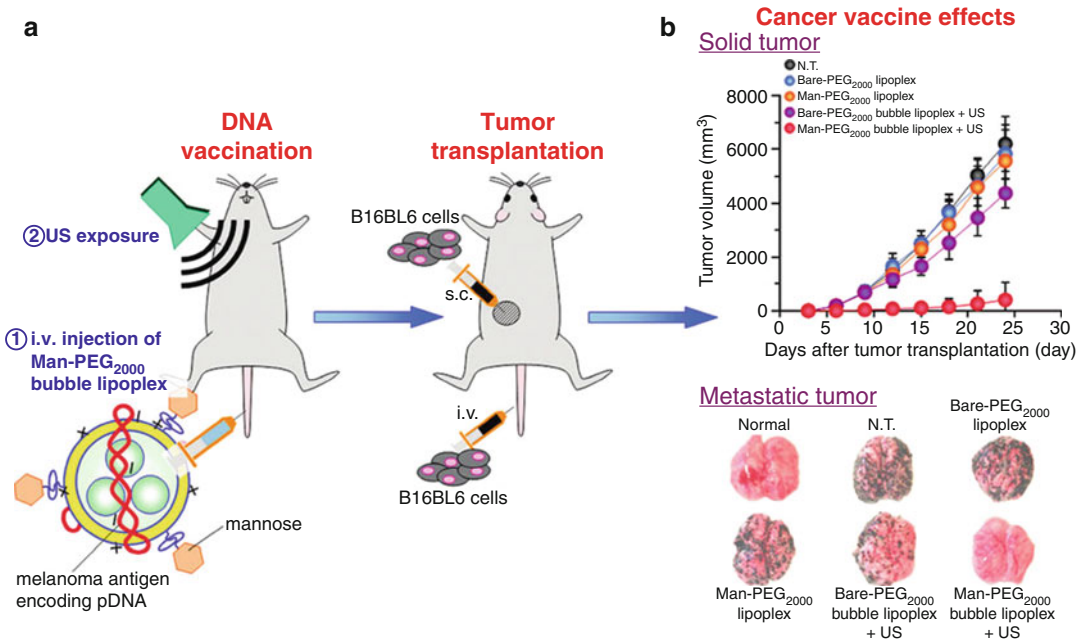 a
DNA
vaccination
Tumor
transplantation
②US exposure
① i.v. injection of
Man-PEG2000
bubble lipoplex
mannose
melanoma antigen
encoding pDNA
B16BL6 cells
s.c.
i.v.
B16BL6 cells
b
Cancer vaccine effects
Solid tumor
N.T.
Bare-PEG2000 lipoplex
Man-PEG2000 lipoplex
Bare-PEG2000 bubble lipoplex + US
Man-PEG2000 bubble lipoplex + US
Tumor volume (mm3)
8000
6000
4000
2000
0
0 5 10 15 20 25 30
Days after tumor transplantation (day)
Metastatic tumor
Normal
N.T.
Bare-PEG2000
lipoplex
Man-PEG2000
lipoplex
Bare-PEG2000
bubble lipoplex
+ US
Man-PEG2000
bubble lipoplex
+ US